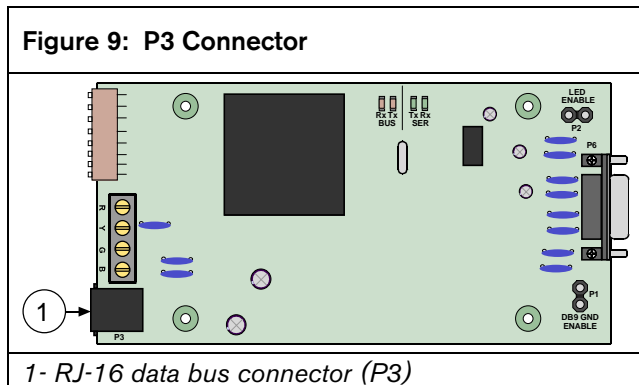 Figure 9: P3 Connector
LED
ENABLE
P2
Rx Tx Tx Rx
BUS SER
P6
R
Y
G
B
1
P3
P1
DB9 GND
ENABLE
1- RJ-16 data bus connector (P3)